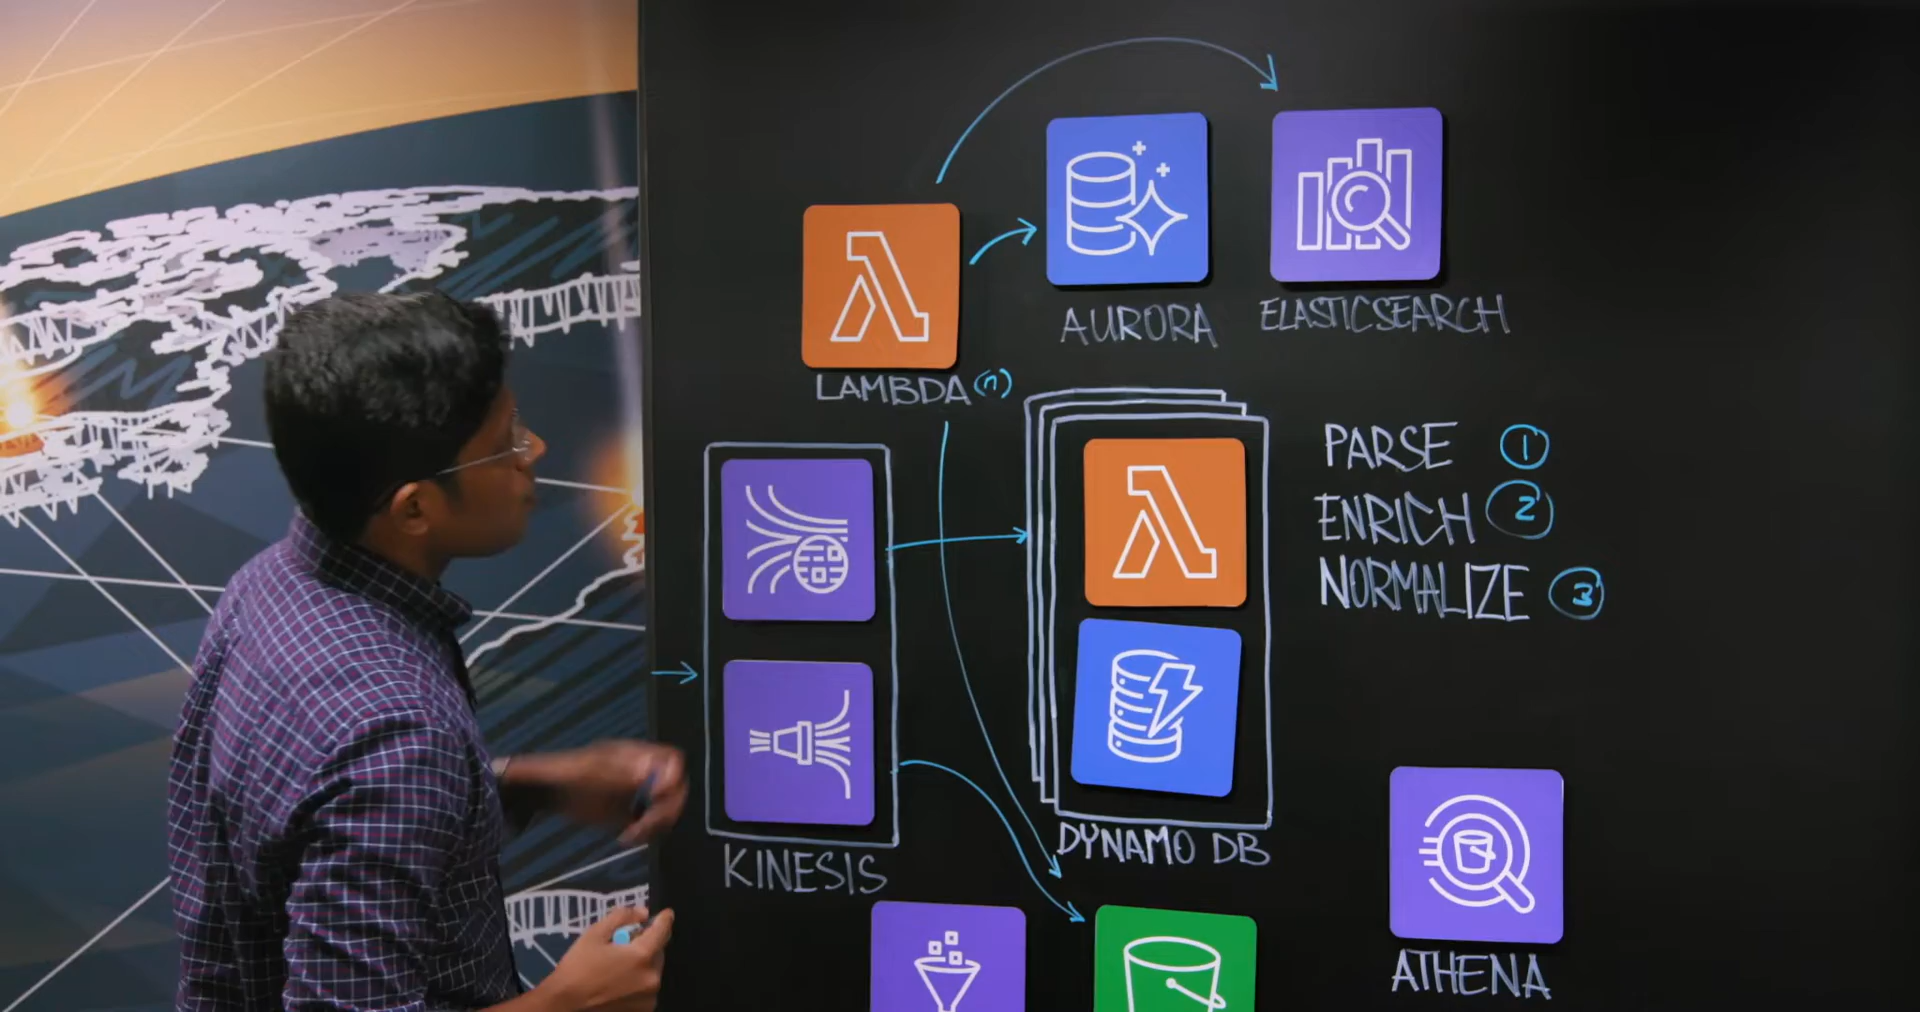 AURORA
ELASTICSEARCH
LAMBDA (n)
PARSE 1
ENRICH 2
NORMALIZE 3
DYNAMO DB
KINESIS
ATHENA